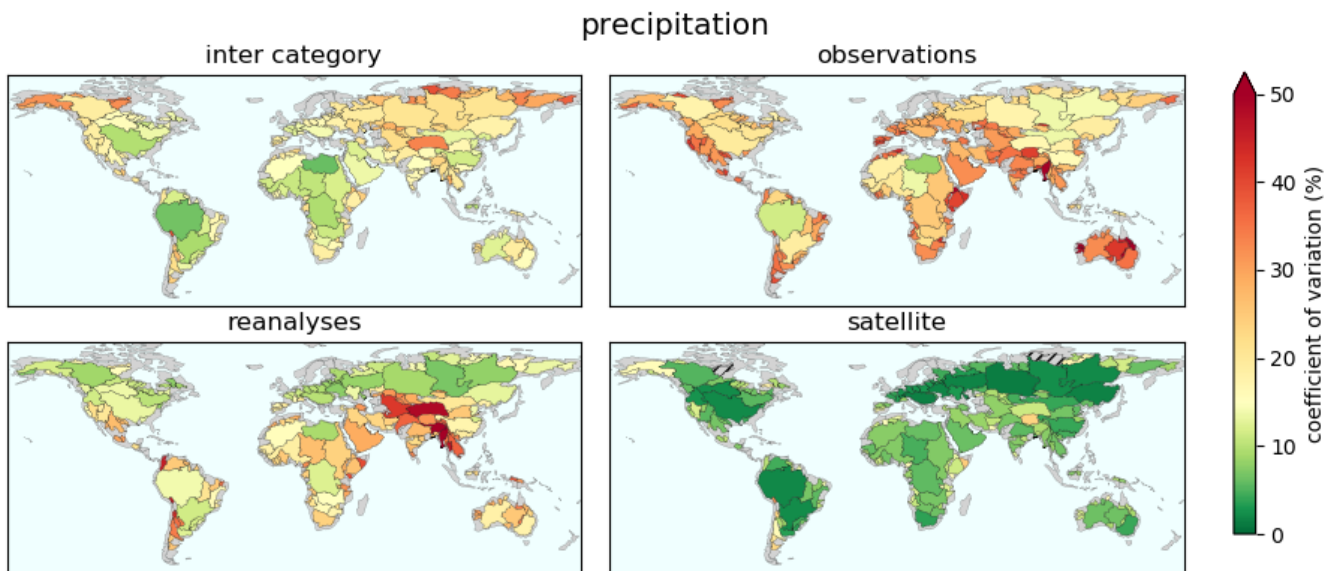 precipitation
inter category
observations
reanalyses
satellite
50
40
30
20
10
0
coefficient of variation (%)